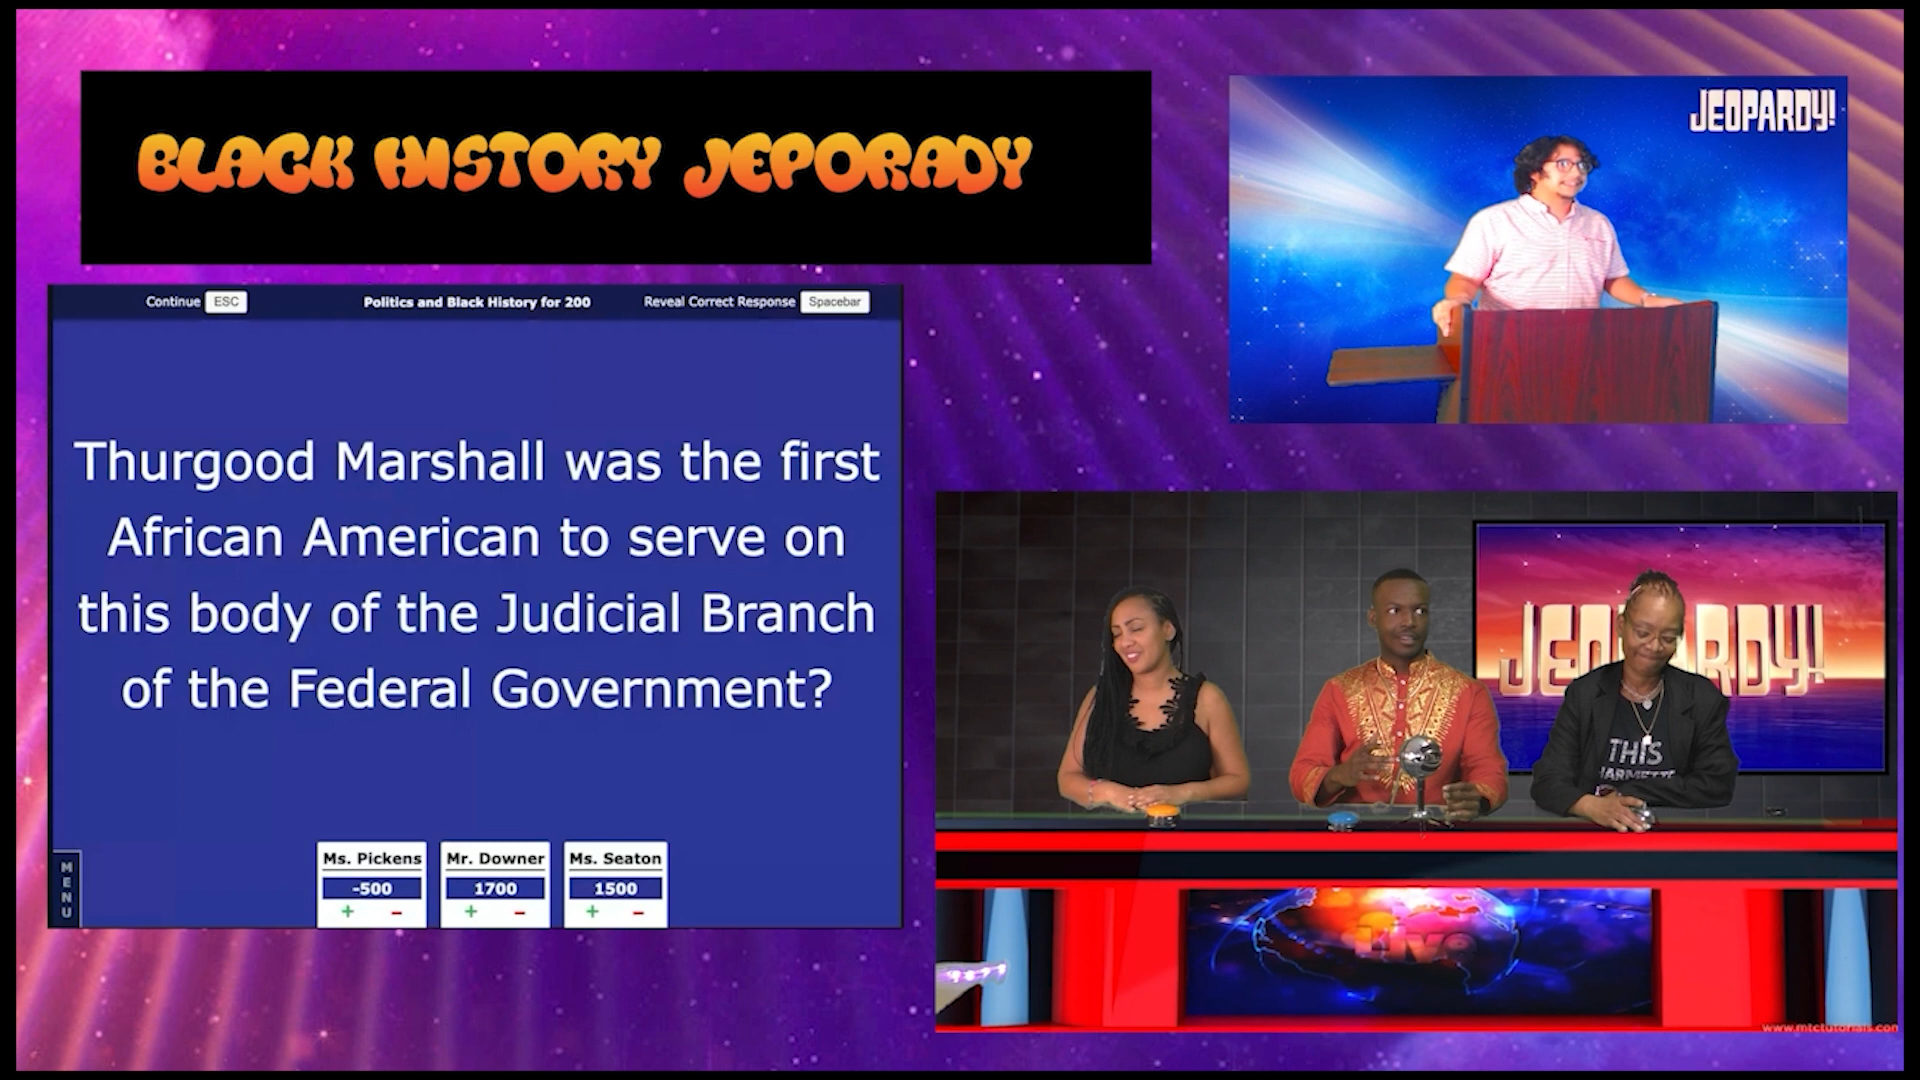 BLACK HISTORY JEPORADY
JEOPARDY!
Continue ESC
Politics and Black History for 200
Reveal Correct Response Spacebar
Thurgood Marshall was the first
African American to serve on
this body of the Judicial Branch
of the Federal Government?
MENU
Ms. Pickens
-500
+ -
Mr. Downer
1700
+ -
Ms. Seaton
1500
+ -
THIS
Live
www.mtctutorials.com